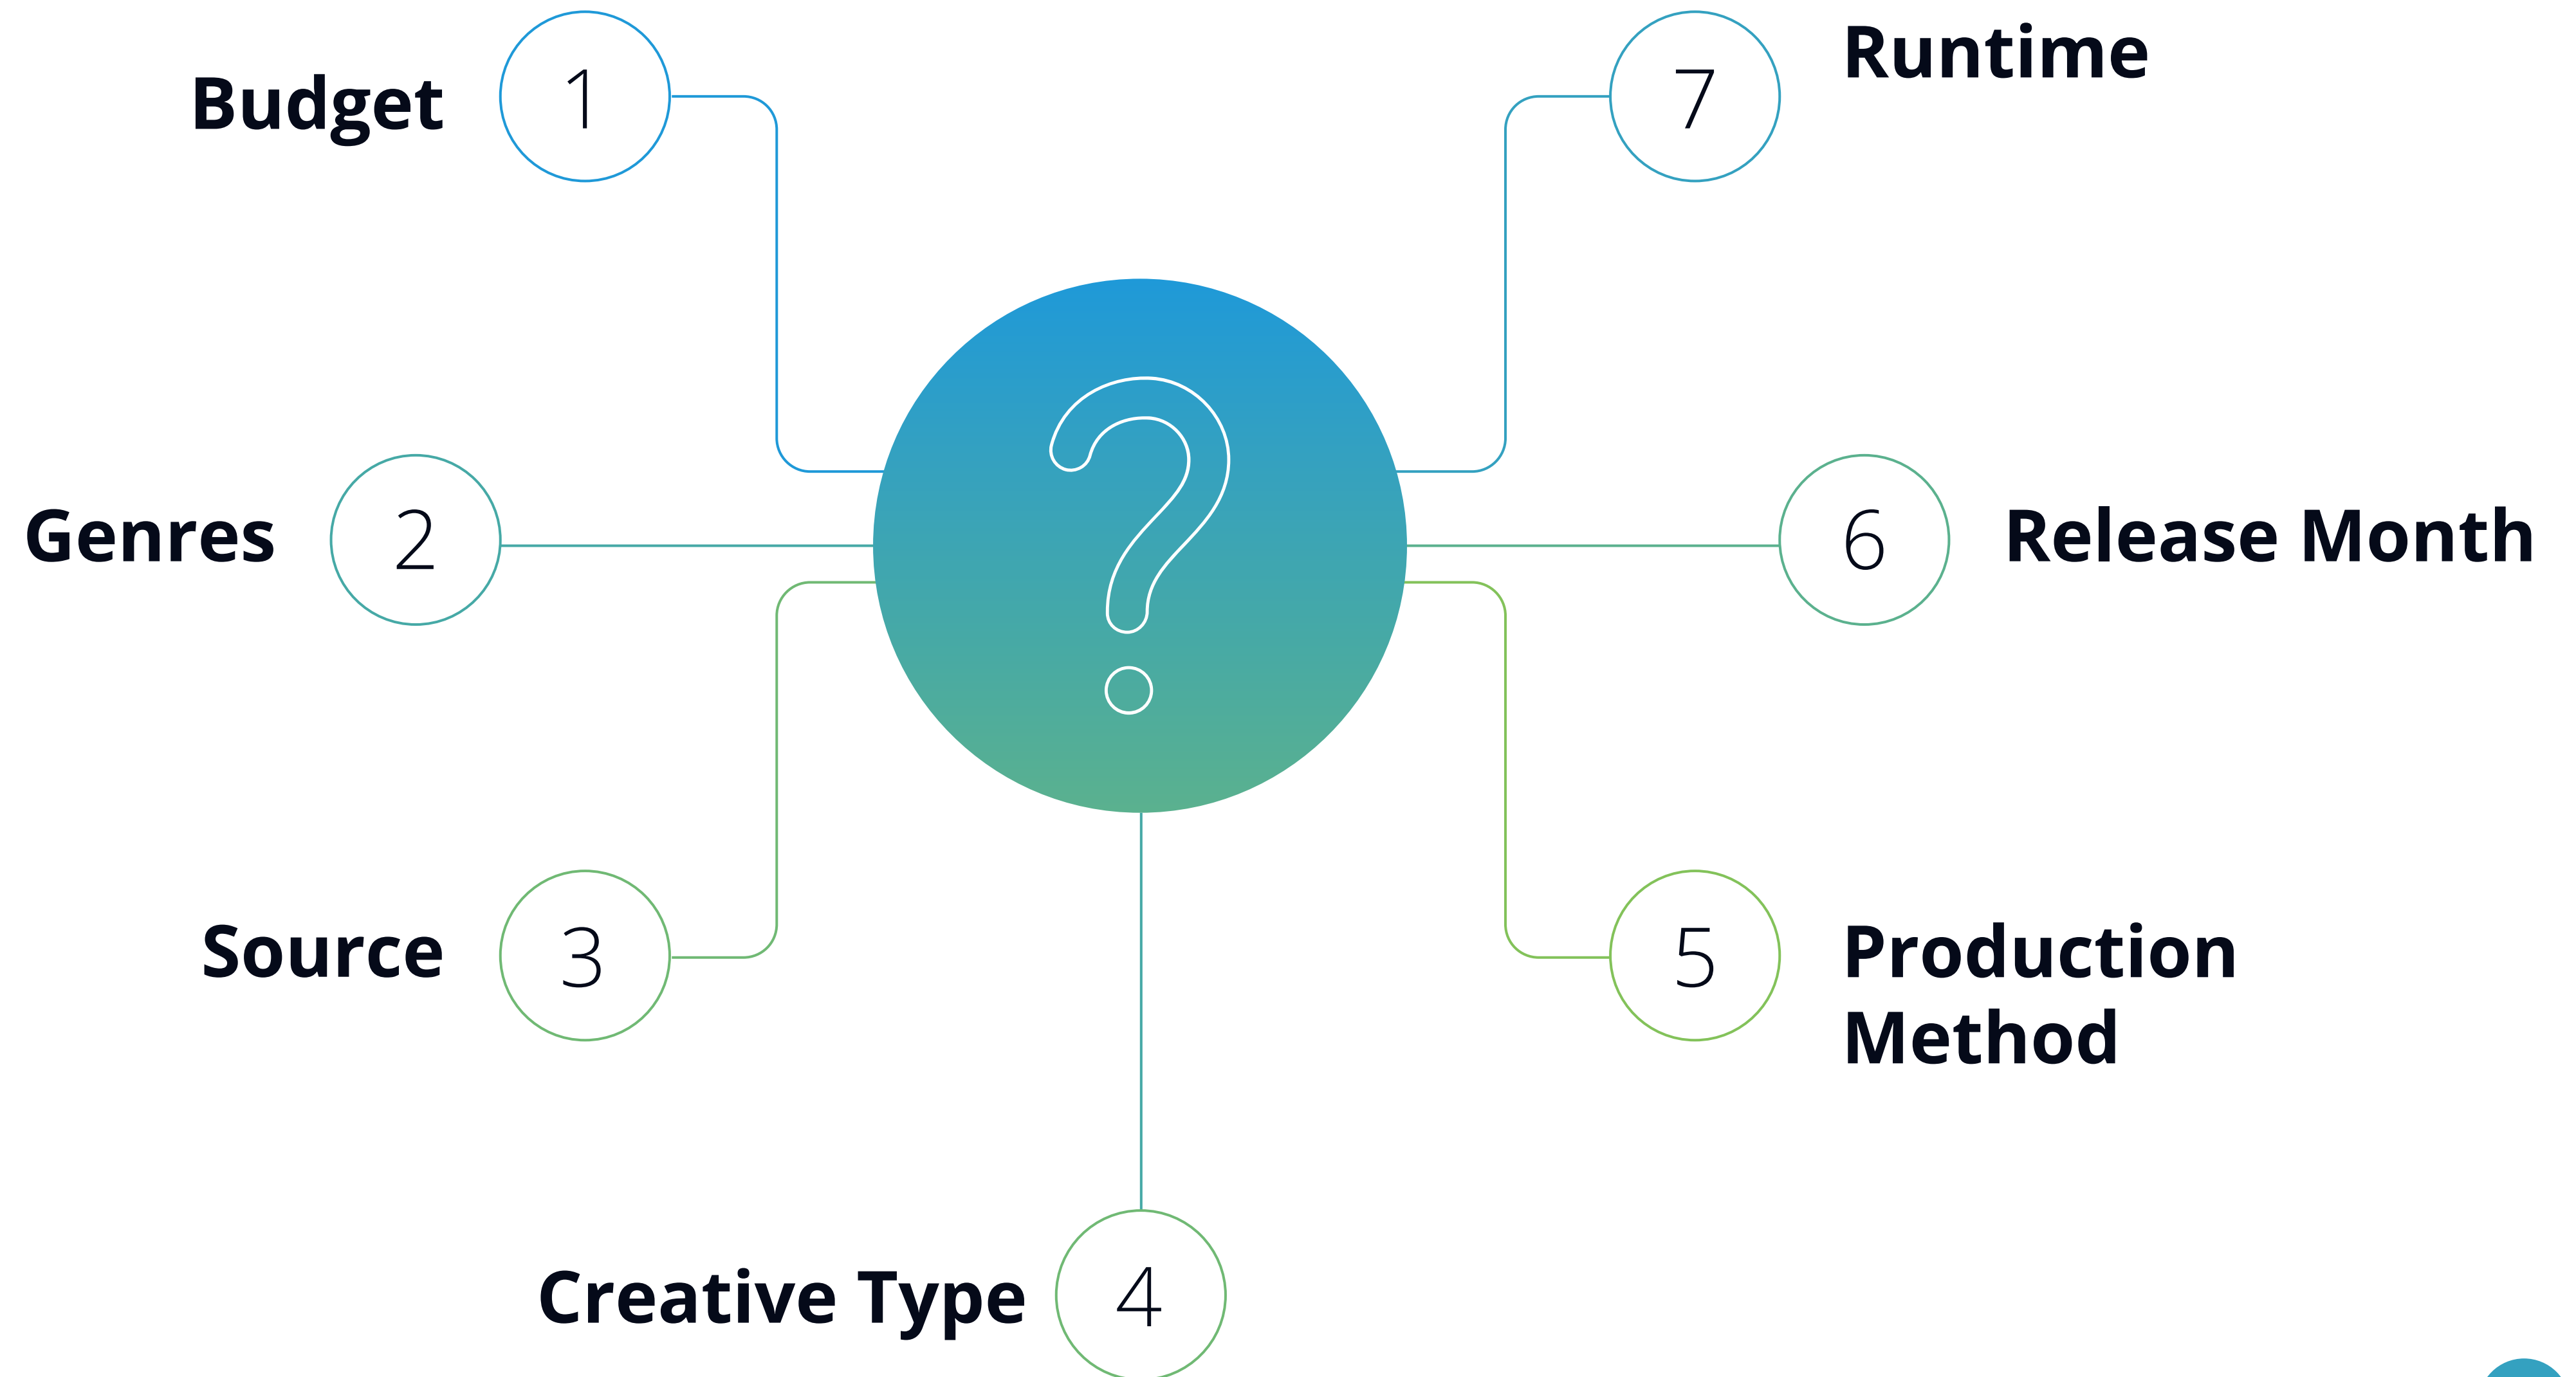 Budget
1
7
Runtime
Genres
2
?
6
Release Month
Source
3
5
Production
Method
Creative Type
4